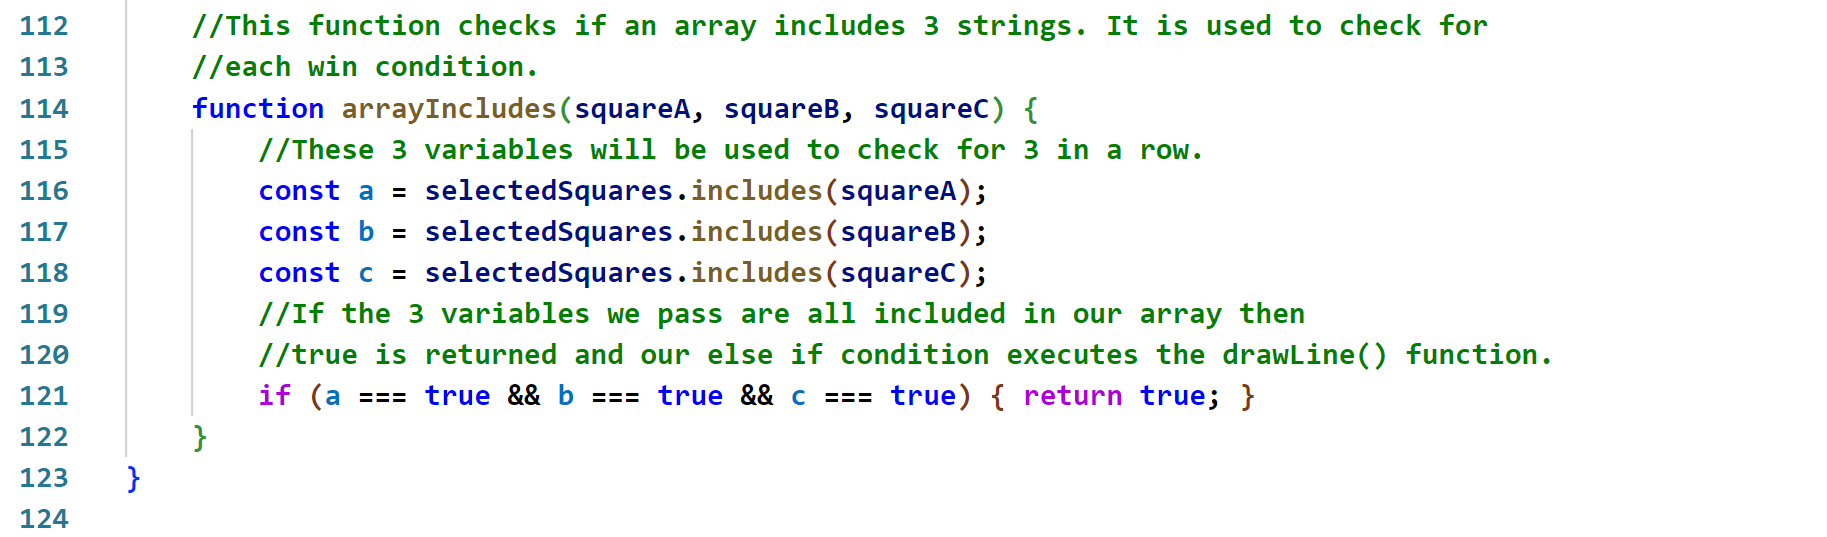 112 //This function checks if an array includes 3 strings. It is used to check for
113 //each win condition.
114 function arrayIncludes(squareA, squareB, squareC) {
115 //These 3 variables will be used to check for 3 in a row.
116 const a = selectedSquares.includes(squareA);
117 const b = selectedSquares.includes(squareB);
118 const c = selectedSquares.includes(squareC);
119 //If the 3 variables we pass are all included in our array then
120 //true is returned and our else if condition executes the drawLine() function.
121 if (a === true && b === true && c === true) { return true; }
122 }
123 }
124